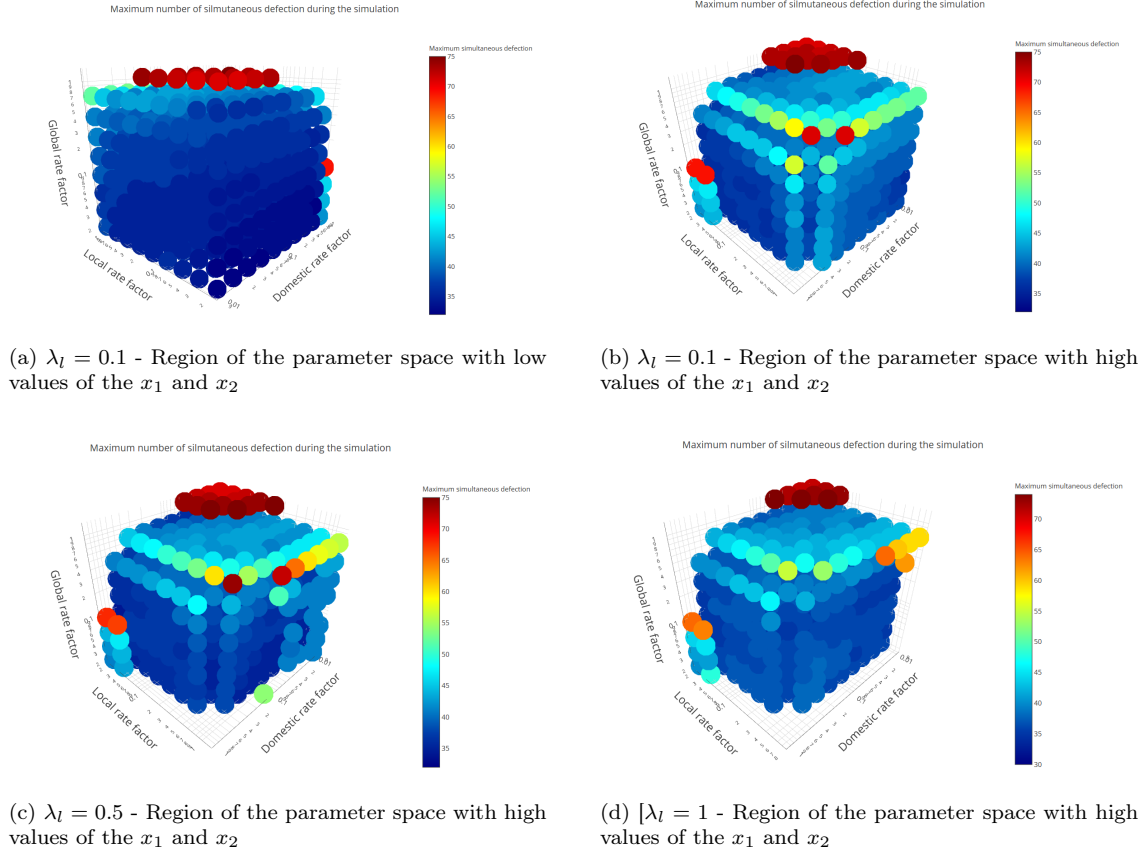 Maximum number of silmutaneous defection during the simulation
Maximum simultaneous defection
75
70
65
60
55
50
45
40
35
Global rate factor
Local rate factor
Domestic rate factor
0.01
(a) λ_l = 0.1 - Region of the parameter space with low
values of the x_1 and x_2
Maximum number of silmutaneous defection during the simulation
Maximum simultaneous defection
75
70
65
60
55
50
45
40
35
Global rate factor
Local rate factor
Domestic rate factor
0.01
(b) λ_l = 0.1 - Region of the parameter space with high
values of the x_1 and x_2
Maximum number of silmutaneous defection during the simulation
Maximum simultaneous defection
75
70
65
60
55
50
45
40
35
Global rate factor
Local rate factor
Domestic rate factor
0.01
(c) λ_l = 0.5 - Region of the parameter space with high
values of the x_1 and x_2
Maximum number of silmutaneous defection during the simulation
Maximum simultaneous defection
70
65
60
55
50
45
40
35
30
Global rate factor
Local rate factor
Domestic rate factor
0.01
(d) [λ_l = 1 - Region of the parameter space with high
values of the x_1 and x_2